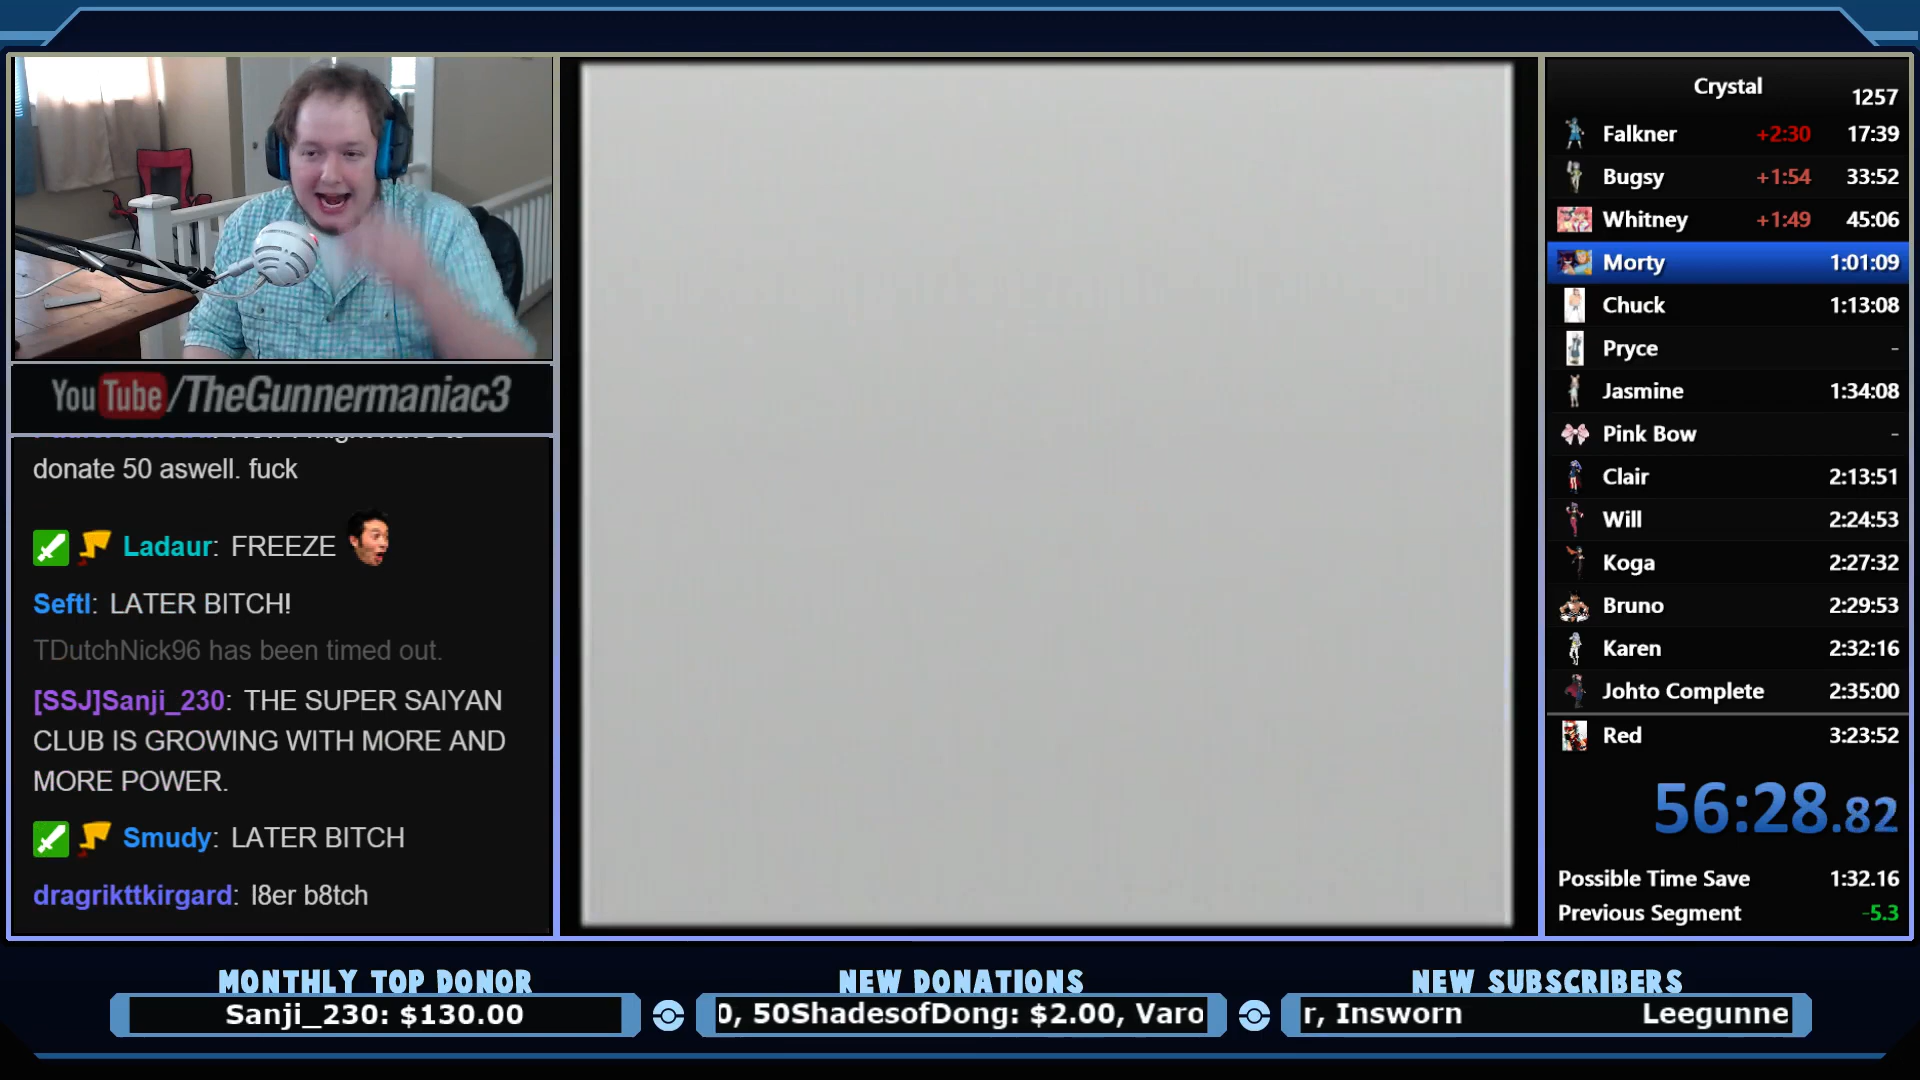 You Tube/TheGunnermaniac3
donate 50 aswell. fuck
Ladaur: FREEZE
Seftl: LATER BITCH!
TDutchNick96 has been timed out.
[SSJ]Sanji_230: THE SUPER SAIYAN
CLUB IS GROWING WITH MORE AND
MORE POWER.
Smudy: LATER BITCH
dragrikttkirgard: l8er b8tch
Crystal
1257
Falkner +2:30 17:39
Bugsy +1:54 33:52
Whitney +1:49 45:06
Morty 1:01:09
Chuck 1:13:08
Pryce -
Jasmine 1:34:08
Pink Bow -
Clair 2:13:51
Will 2:24:53
Koga 2:27:32
Bruno 2:29:53
Karen 2:32:16
Johto Complete 2:35:00
Red 3:23:52
56:28.82
Possible Time Save 1:32.16
Previous Segment -5.3
MONTHLY TOP DONOR
Sanji_230: $130.00
NEW DONATIONS
0, 50ShadesofDong: $2.00, Varo
NEW SUBSCRIBERS
r, Insworn Leegunne